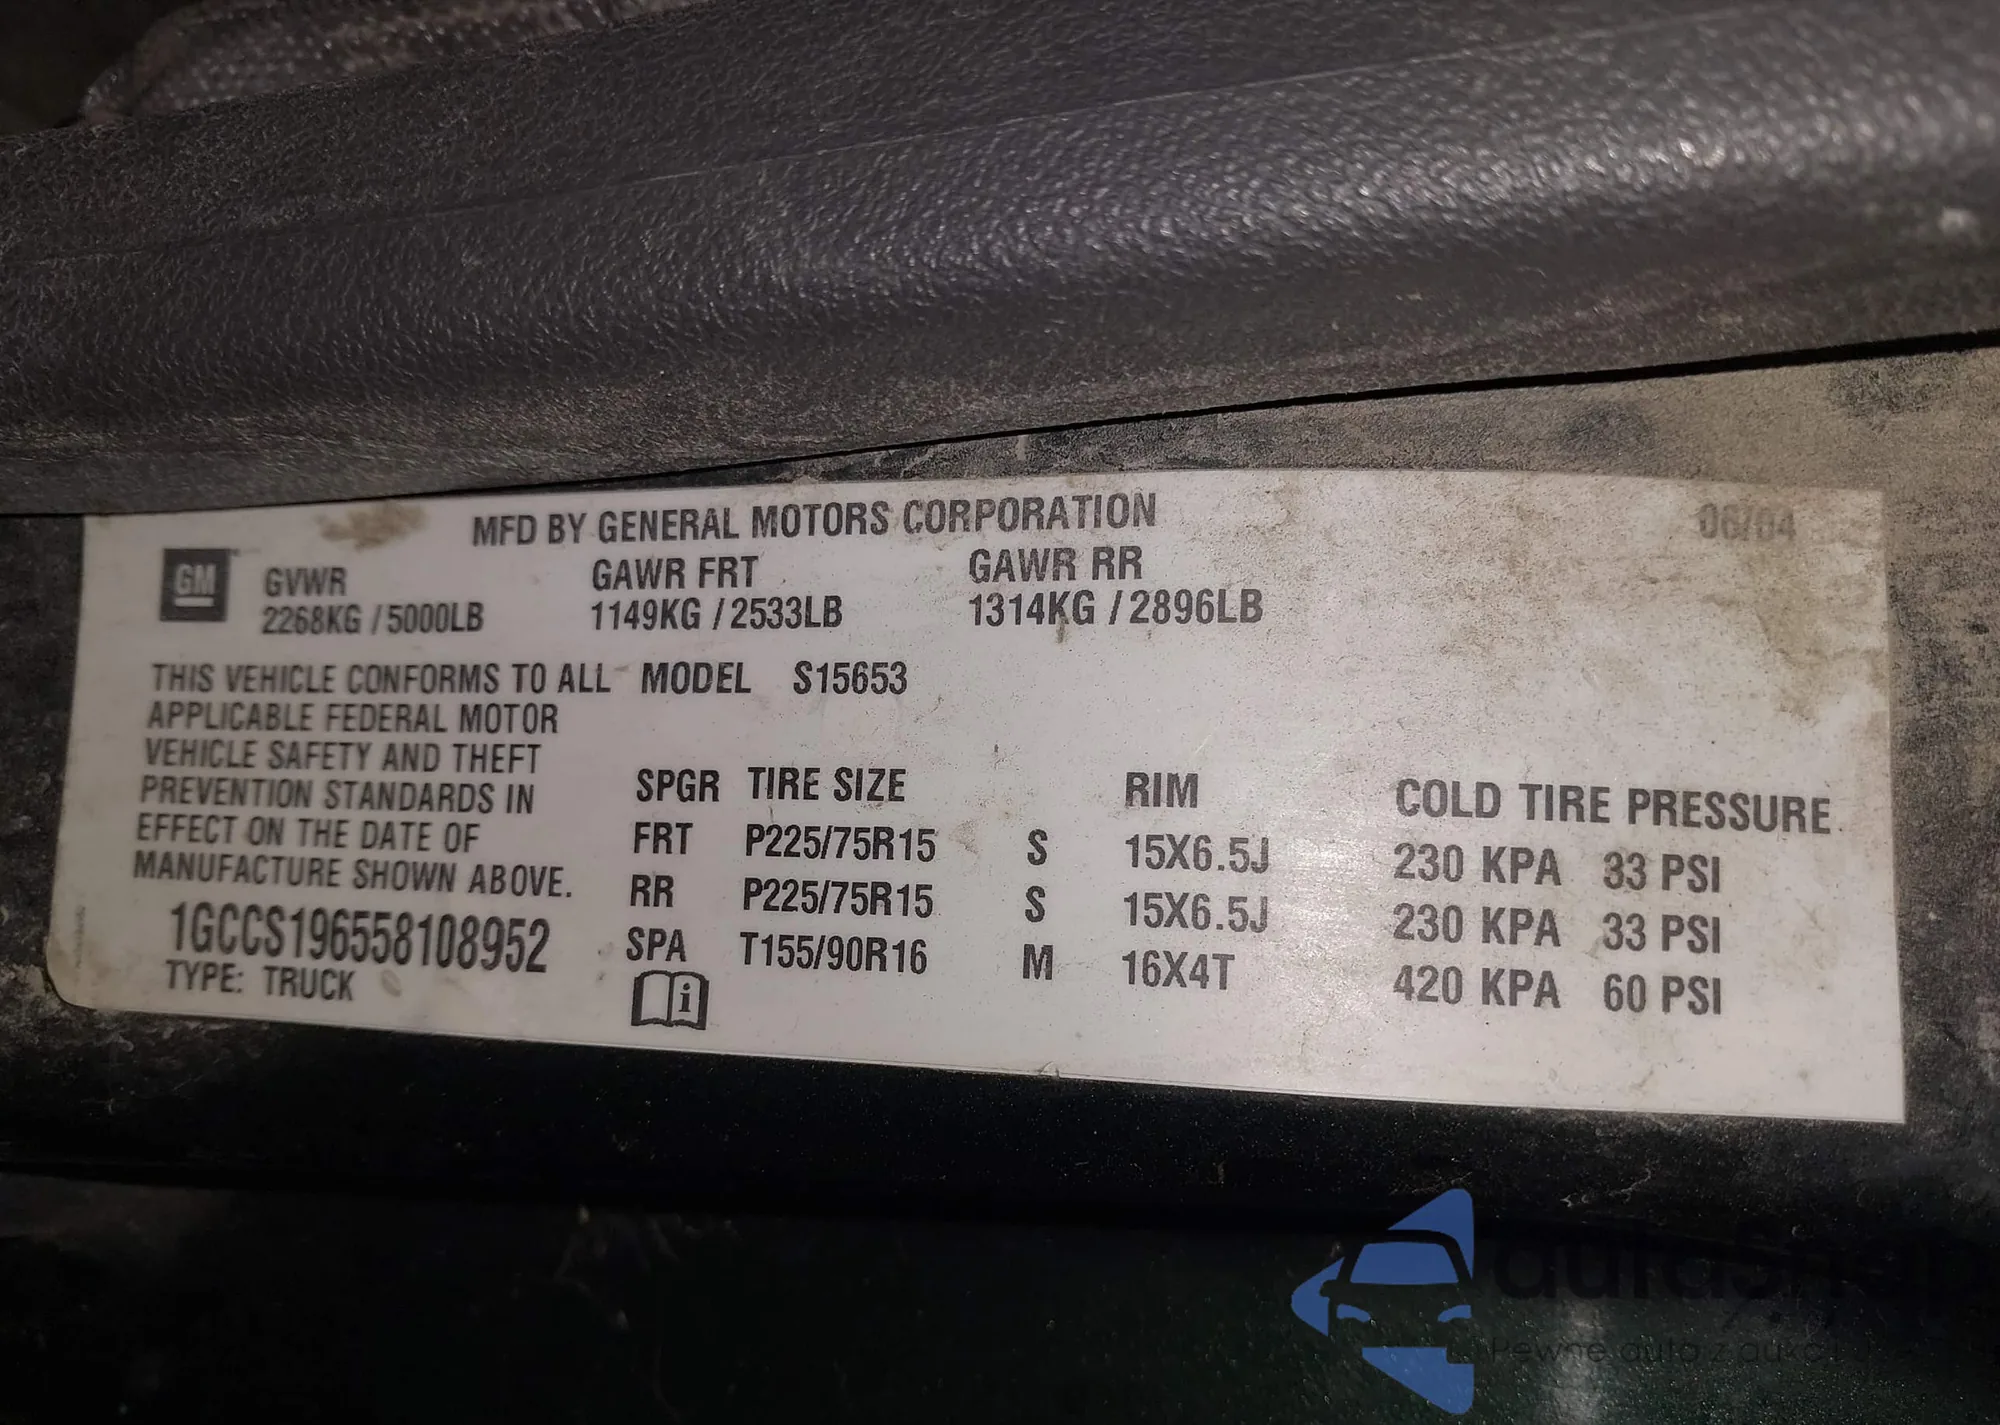 MFD BY GENERAL MOTORS CORPORATION 06/04
GM GVWR GAWR FRT GAWR RR
2268KG / 5000LB 1149KG / 2533LB 1314KG / 2896LB
THIS VEHICLE CONFORMS TO ALL
APPLICABLE FEDERAL MOTOR
VEHICLE SAFETY AND THEFT
PREVENTION STANDARDS IN
EFFECT ON THE DATE OF
MANUFACTURE SHOWN ABOVE.
1GCCS196558108952
TYPE: TRUCK
MODEL S15653
SPGR TIRE SIZE RIM COLD TIRE PRESSURE
FRT P225/75R15 S 15X6.5J 230 KPA 33 PSI
RR P225/75R15 S 15X6.5J 230 KPA 33 PSI
SPA T155/90R16 M 16X4T 420 KPA 60 PSI
i
Pewne auto z